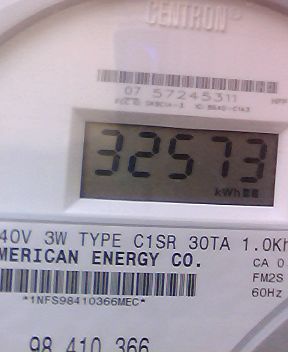 CENTRON®
07 57245311
32573
kWh
40V 3W TYPE C1SR 30TA 1.0Kh
MERICAN ENERGY CO.
CA 0
FM2S
60Hz
*1NFS98410366MEC*
98 410 366